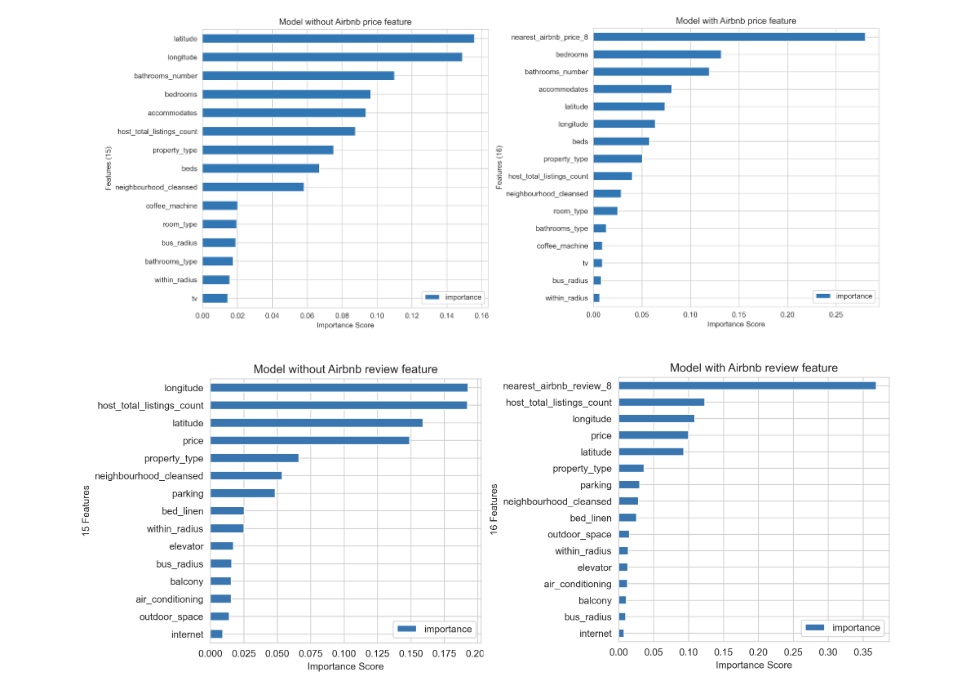 Model without Airbnb price feature
latitude
longitude
bathrooms_number
bedrooms
accommodates
host_total_listings_count
property_type
beds
neighbourhood_cleansed
coffee_machine
room_type
bus_radius
bathrooms_type
within_radius
tv
Features (15)
importance
0.00 0.02 0.04 0.06 0.08 0.10 0.12 0.14 0.16
Importance Score
Model with Airbnb price feature
nearest_airbnb_price_8
bedrooms
bathrooms_number
accommodates
latitude
longitude
beds
property_type
host_total_listings_count
neighbourhood_cleansed
room_type
bathrooms_type
coffee_machine
tv
bus_radius
within_radius
Features (16)
importance
0.00 0.05 0.10 0.15 0.20 0.25
Importance Score
Model without Airbnb review feature
longitude
host_total_listings_count
latitude
price
property_type
neighbourhood_cleansed
parking
bed_linen
within_radius
elevator
bus_radius
balcony
air_conditioning
outdoor_space
internet
15 Features
importance
0.000 0.025 0.050 0.075 0.100 0.125 0.150 0.175 0.20
Importance Score
Model with Airbnb review feature
nearest_airbnb_review_8
host_total_listings_count
longitude
price
latitude
property_type
parking
neighbourhood_cleansed
bed_linen
outdoor_space
within_radius
elevator
air_conditioning
balcony
bus_radius
internet
16 Features
importance
0.00 0.05 0.10 0.15 0.20 0.25 0.30 0.35
Importance Score